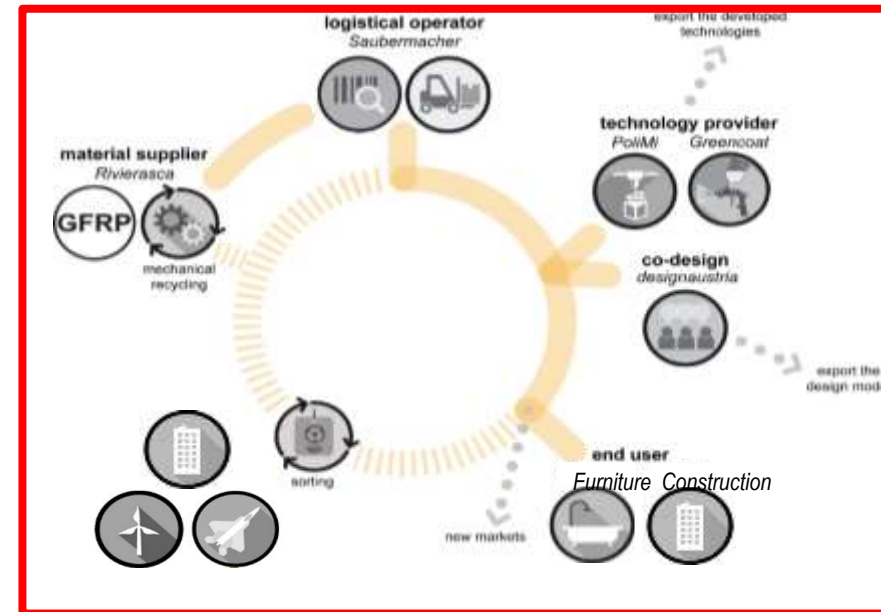 logistical operator
Saubermacher
export the developed
technologies
technology provider
PoliMi Greencoat
material supplier
Rivierasca
GFRP
mechanical
recycling
co-design
designaustria
export the
design mode
sorting
end user
Furniture Construction
new markets